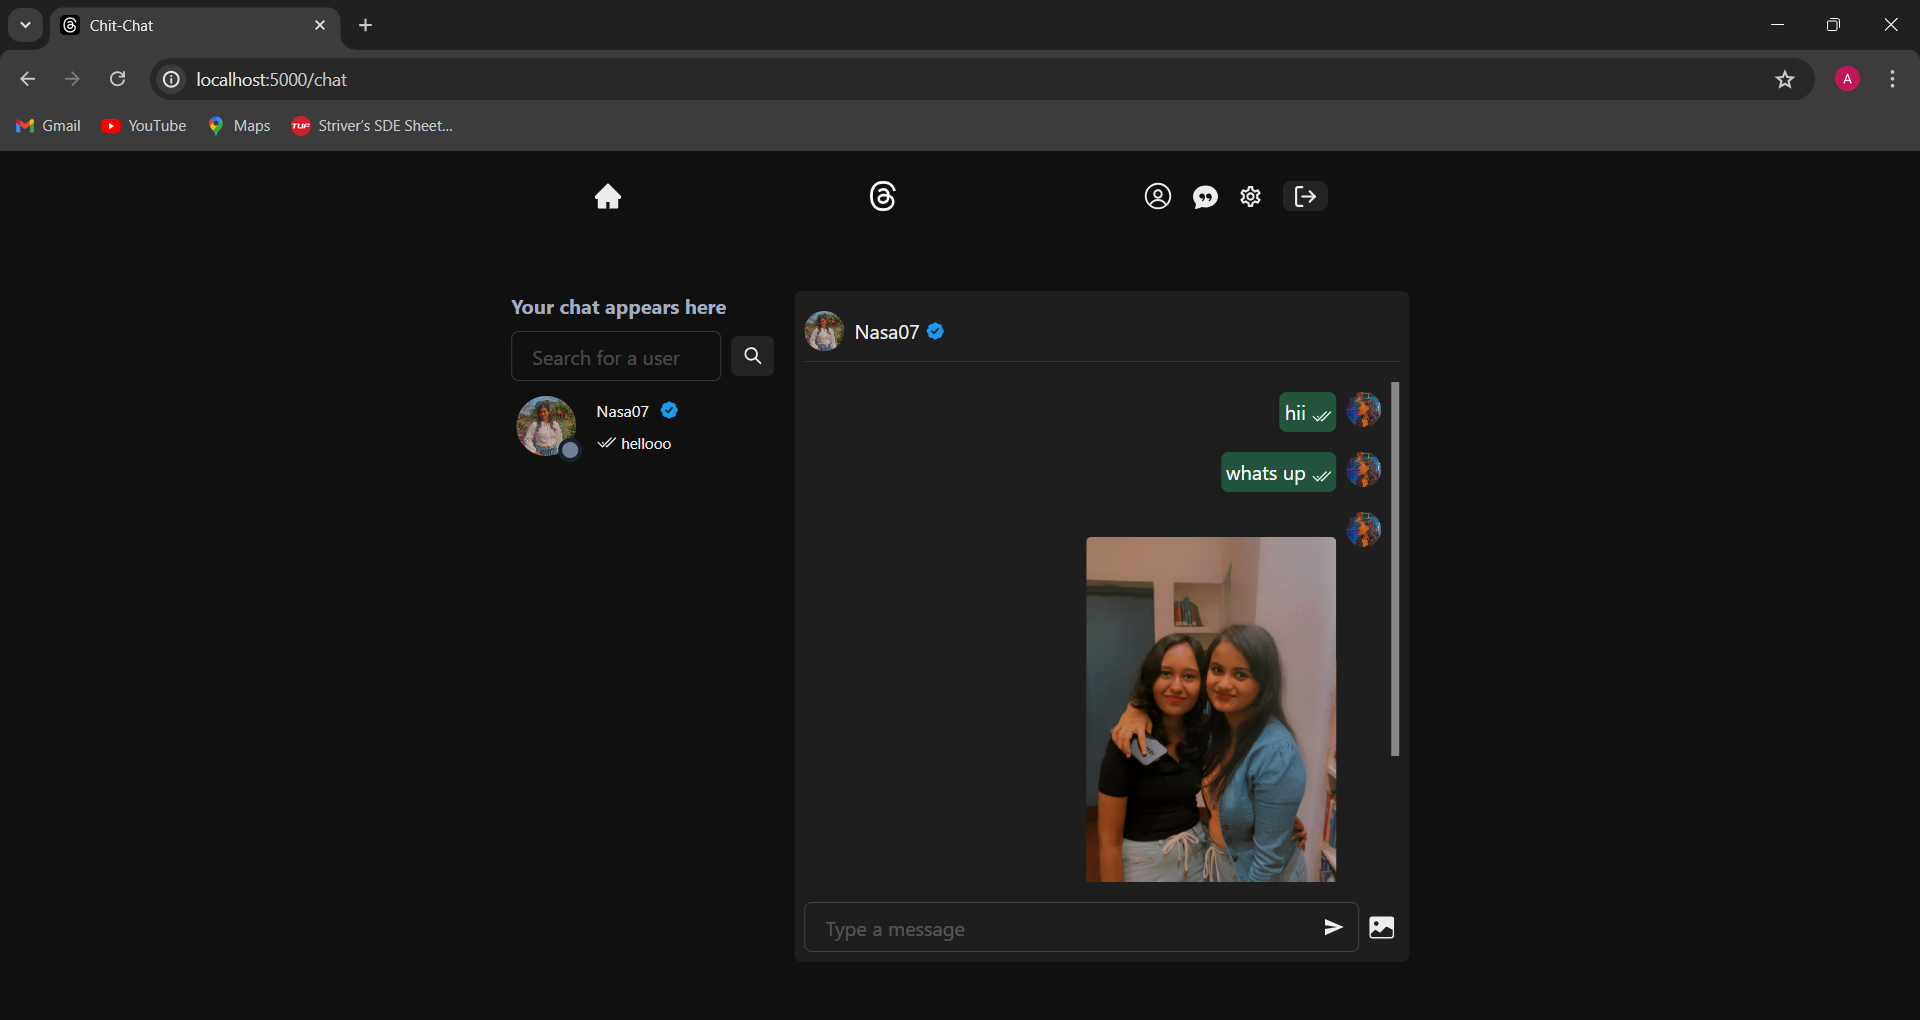 Chit-Chat
localhost:5000/chat
A
Gmail
YouTube
Maps
TUF
Striver's SDE Sheet...
Your chat appears here
Search for a user
Nasa07
hellooo
Nasa07
hii
whats up
Type a message